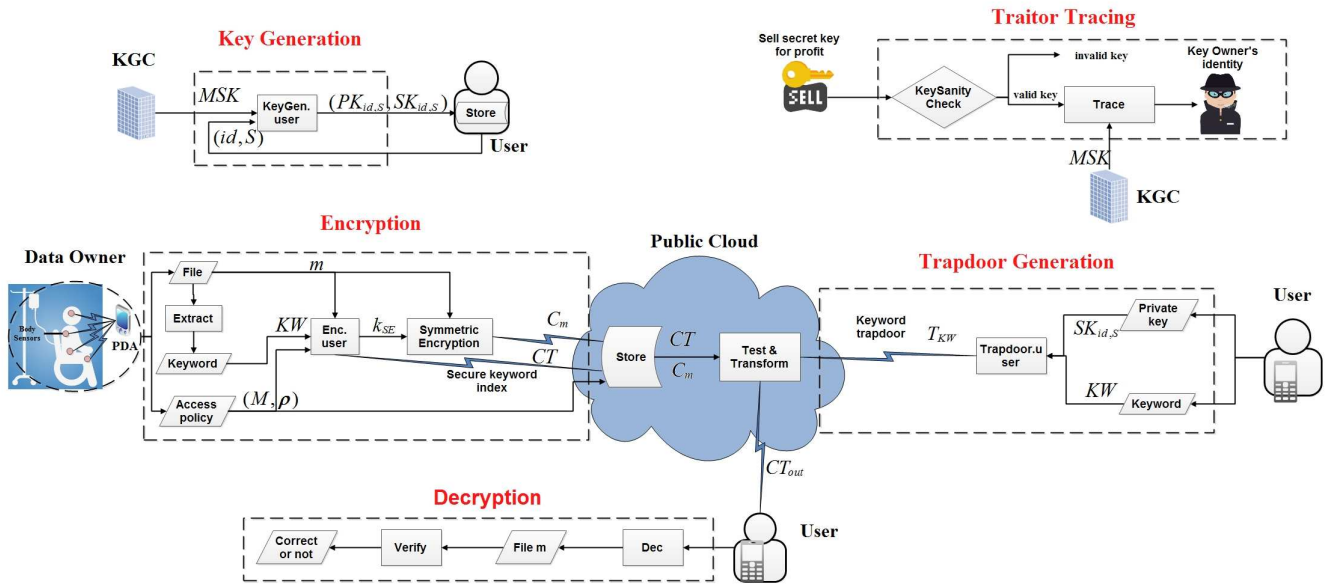 Key Generation
KGC
MSK
KeyGen.
user
(PK_{id,S}, SK_{id,S})
Store
(id, S)
User
Traitor Tracing
Sell secret key
for profit
SELL
KeySanity
Check
invalid key
valid key
Trace
Key Owner's
identity
MSK
KGC
Encryption
Data Owner
Body
Sensors
PDA
File
m
Extract
Keyword
KW
Enc.
user
k_{SE}
Symmetric
Encryption
C_m
CT
Secure keyword
index
Access
policy
(M, ρ)
Public Cloud
Store
CT
C_m
Test &
Transform
CT_{out}
Trapdoor Generation
Keyword
trapdoor
T_{KW}
Trapdoor.u
ser
SK_{id,S}
Private
key
KW
Keyword
User
Decryption
Correct
or not
Verify
File m
Dec
User